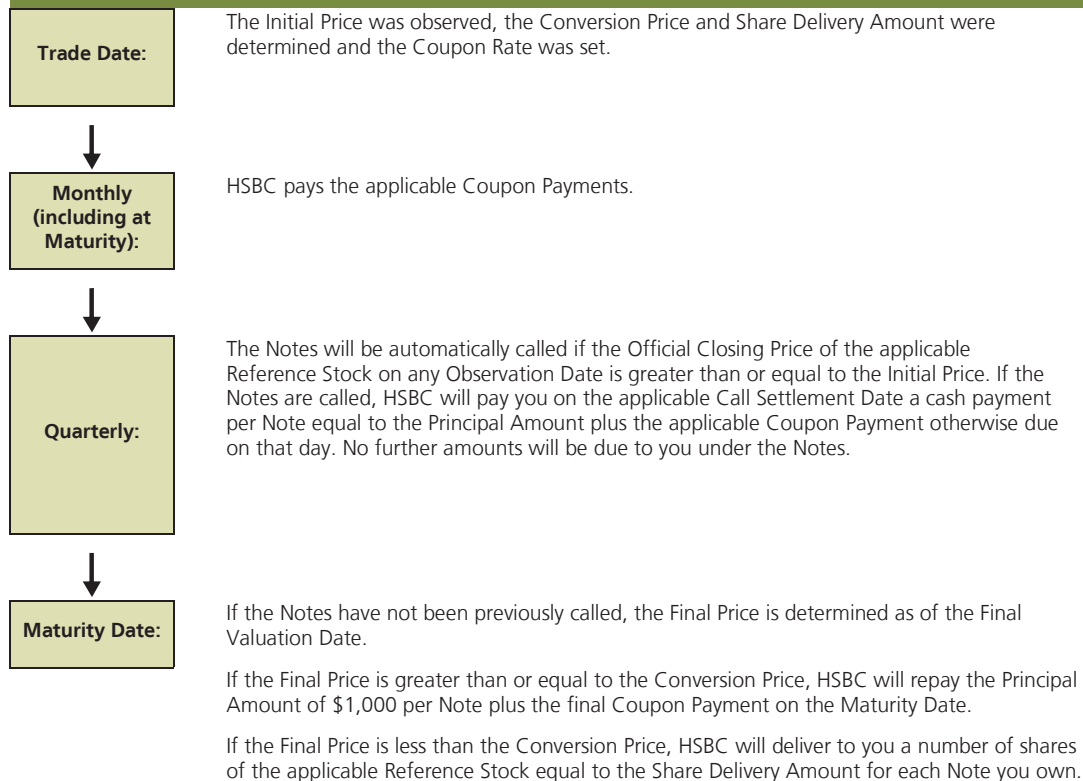 Trade Date:
The Initial Price was observed, the Conversion Price and Share Delivery Amount were
determined and the Coupon Rate was set.
Monthly
(including at
Maturity):
HSBC pays the applicable Coupon Payments.
Quarterly:
The Notes will be automatically called if the Official Closing Price of the applicable
Reference Stock on any Observation Date is greater than or equal to the Initial Price. If the
Notes are called, HSBC will pay you on the applicable Call Settlement Date a cash payment
per Note equal to the Principal Amount plus the applicable Coupon Payment otherwise due
on that day. No further amounts will be due to you under the Notes.
Maturity Date:
If the Notes have not been previously called, the Final Price is determined as of the Final
Valuation Date.
If the Final Price is greater than or equal to the Conversion Price, HSBC will repay the Principal
Amount of $1,000 per Note plus the final Coupon Payment on the Maturity Date.
If the Final Price is less than the Conversion Price, HSBC will deliver to you a number of shares
of the applicable Reference Stock equal to the Share Delivery Amount for each Note you own.